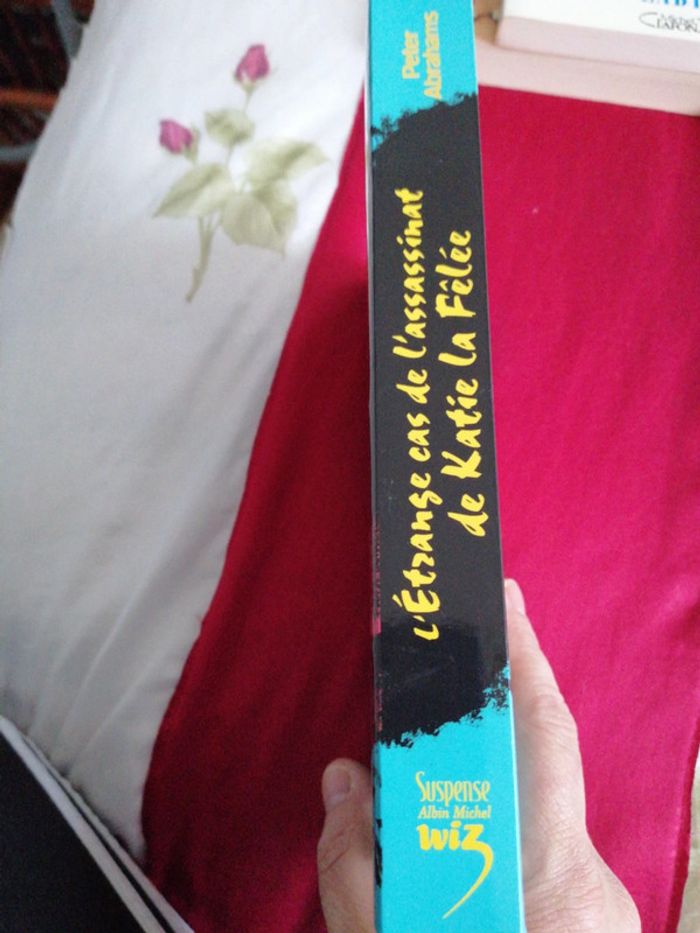 Peter
Abrahams
L'Étrange cas de l'assassinat
de Katie la Fêlée
Suspense
Albin Michel
wiz